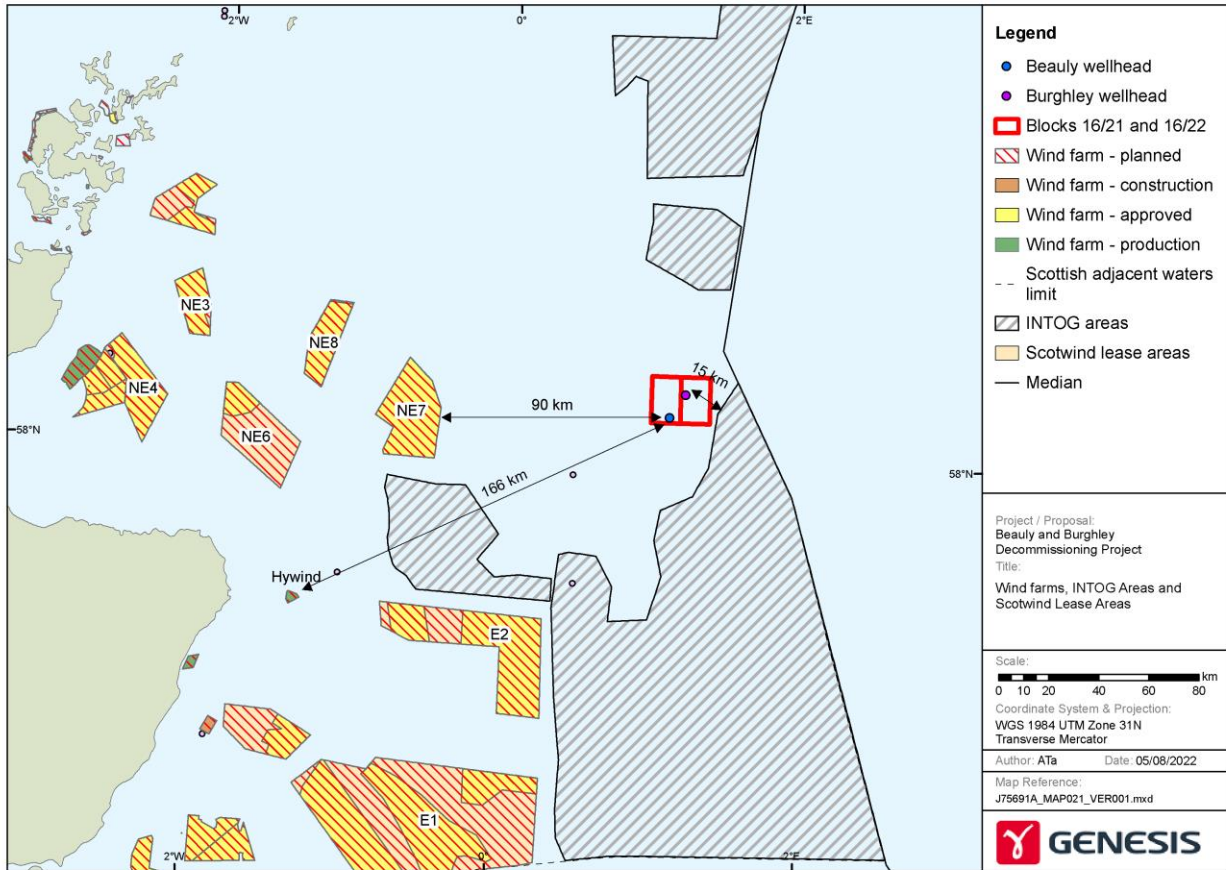 8
2°W
0°
2°E
NE3
NE8
NE4
NE7
NE6
90 km
15 km
58°N
58°N
166 km
Hywind
E2
E1
2°W
0°
2°E
Legend
Beauly wellhead
Burghley wellhead
Blocks 16/21 and 16/22
Wind farm - planned
Wind farm - construction
Wind farm - approved
Wind farm - production
Scottish adjacent waters
limit
INTOG areas
Scotwind lease areas
Median
Project / Proposal:
Beauly and Burghley
Decommissioning Project
Title:
Wind farms, INTOG Areas and
Scotwind Lease Areas
Scale:
km
0 10 20 40 60 80
Coordinate System & Projection:
WGS 1984 UTM Zone 31N
Transverse Mercator
Author: ATa Date: 05/08/2022
Map Reference:
J75691A_MAP021_VER001.mxd
GENESIS